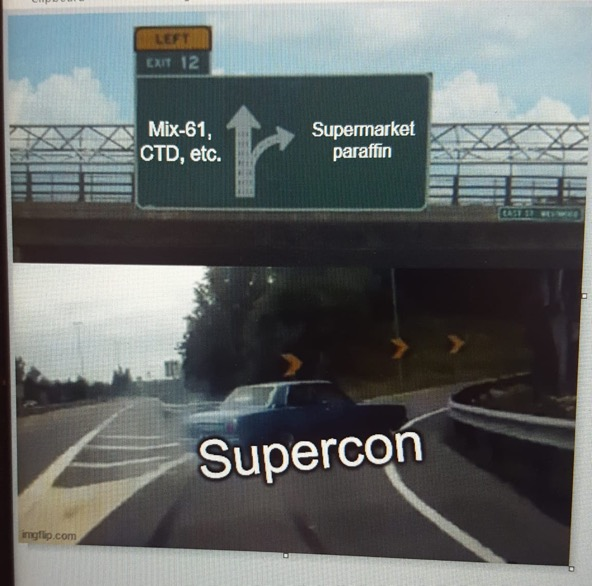 LEFT
EXIT 12
Mix-61,
CTD, etc.
Supermarket
paraffin
Supercon
imgflip.com